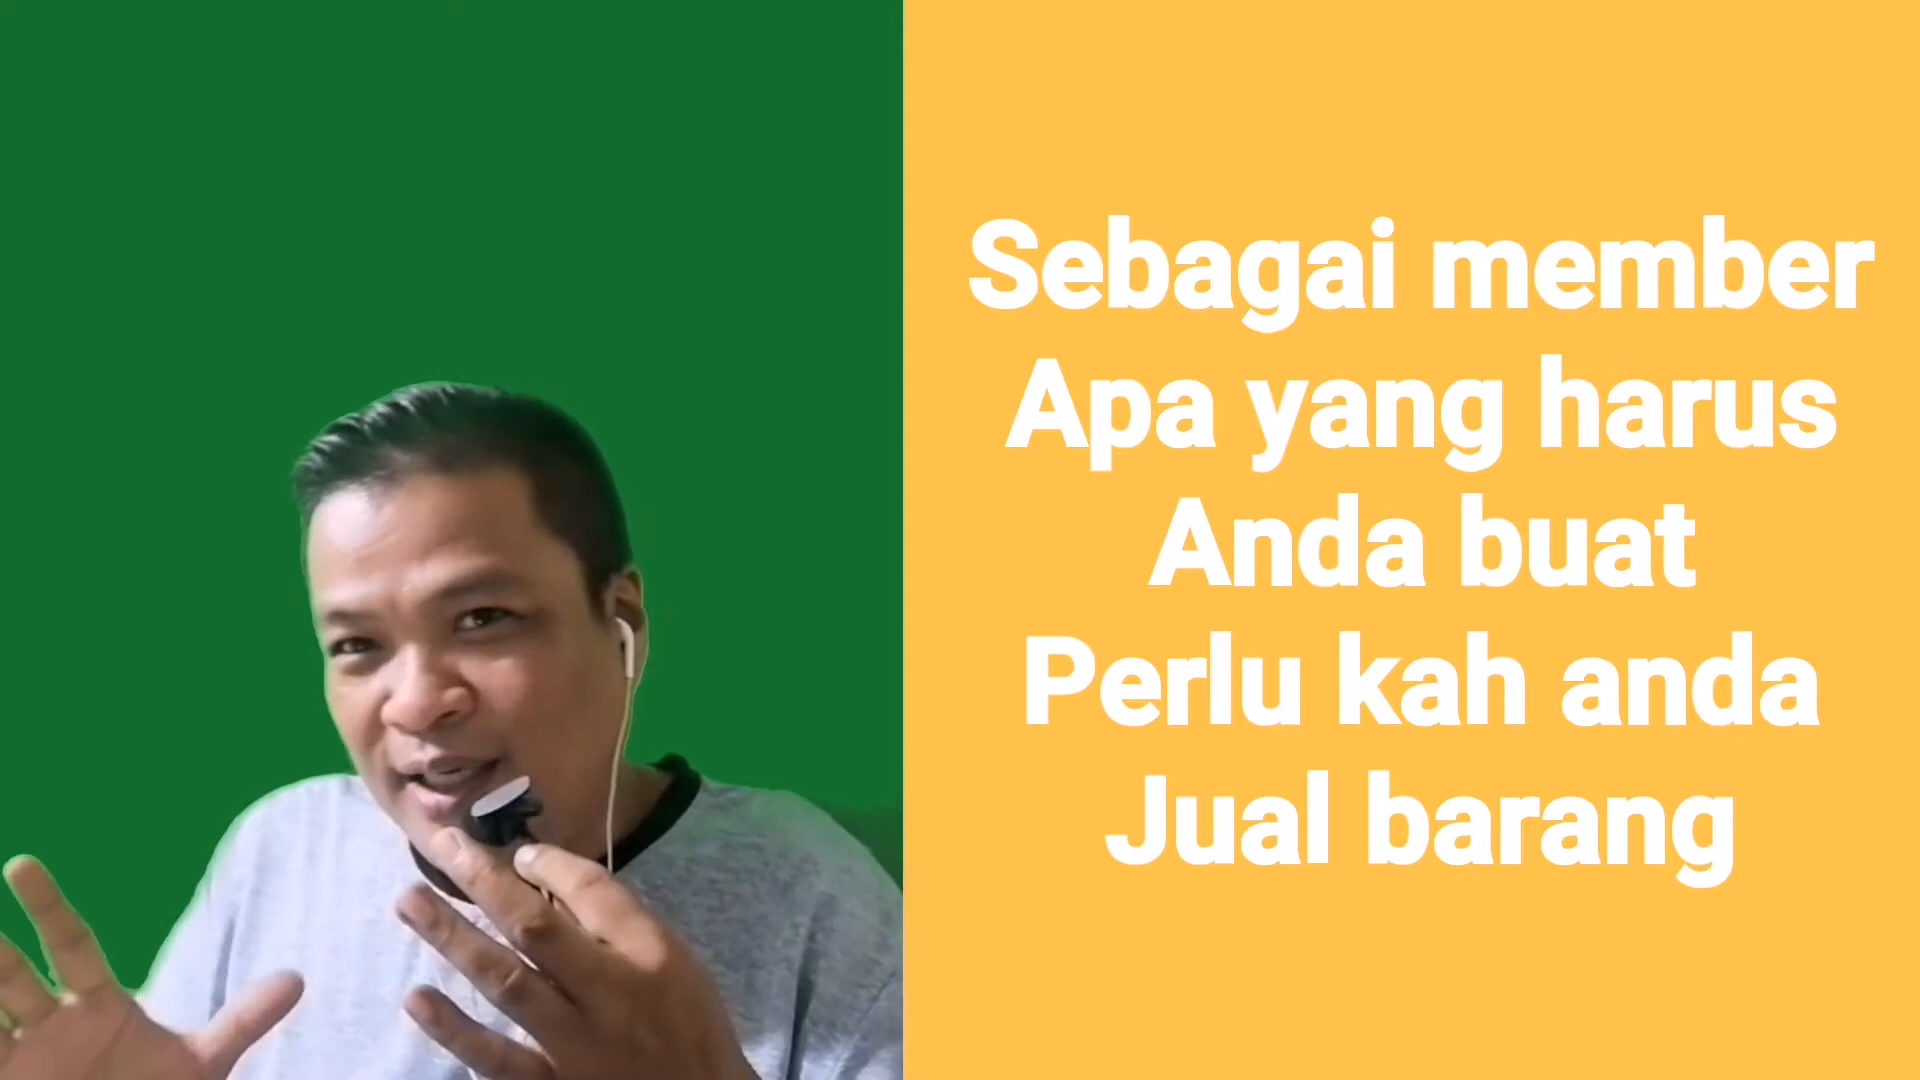 Sebagai member
Apa yang harus
Anda buat
Perlu kah anda
Jual barang